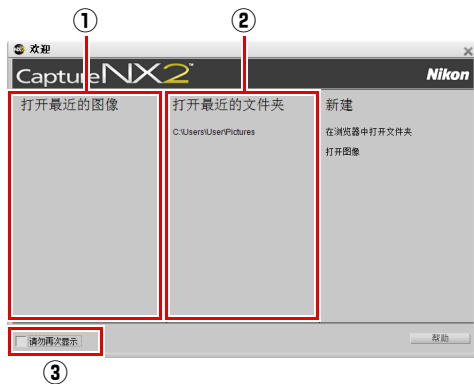 ① ②
欢迎
Capture NX2™ Nikon
打开最近的图像
打开最近的文件夹
C:\Users\User\Pictures
新建
在浏览器中打开文件夹
打开图像
请勿再次显示
帮助
③